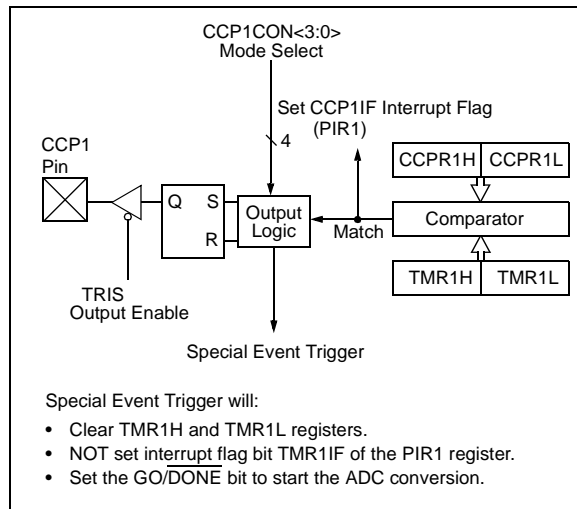 CCP1CON<3:0>
Mode Select
Set CCP1IF Interrupt Flag
(PIR1)
4
CCP1
Pin
CCPR1H CCPR1L
Q S
R
Output
Logic
Match
Comparator
TRIS
Output Enable
TMR1H TMR1L
Special Event Trigger
Special Event Trigger will:
• Clear TMR1H and TMR1L registers.
• NOT set interrupt flag bit TMR1IF of the PIR1 register.
• Set the GO/DONE bit to start the ADC conversion.